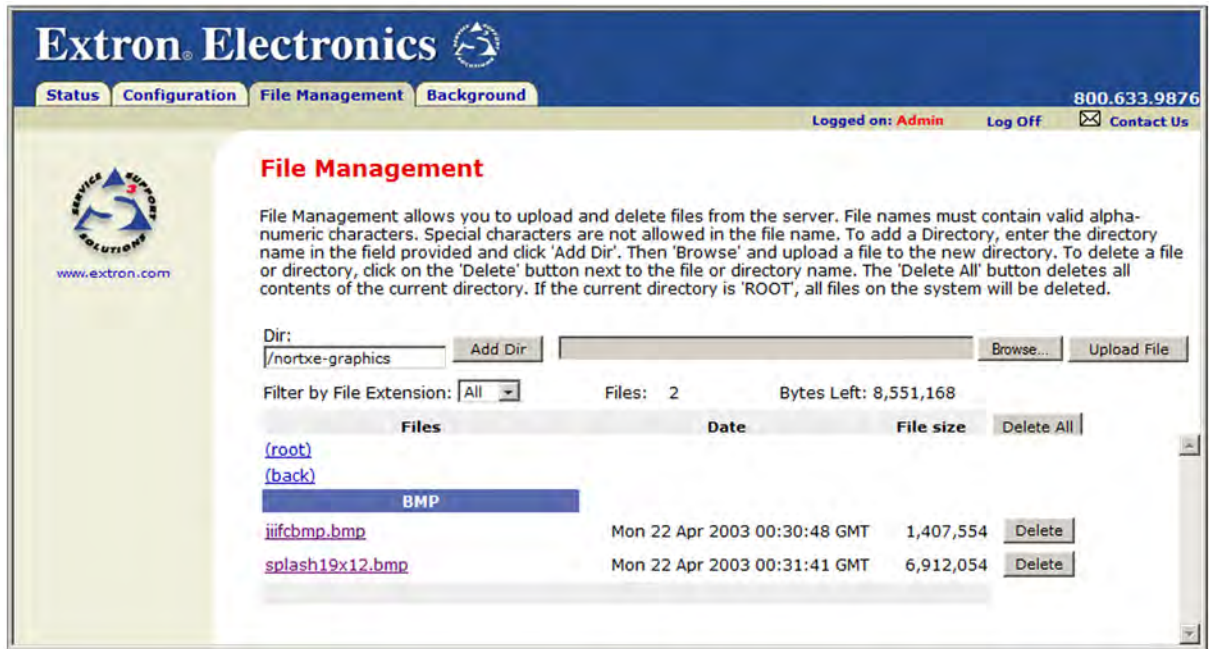 Extron® Electronics
Status Configuration File Management Background
800.633.9876
Logged on: Admin Log Off Contact Us
SERVICE SUPPORT SOLUTIONS
3
www.extron.com
File Management
File Management allows you to upload and delete files from the server. File names must contain valid alpha-
numeric characters. Special characters are not allowed in the file name. To add a Directory, enter the directory
name in the field provided and click 'Add Dir'. Then 'Browse' and upload a file to the new directory. To delete a file
or directory, click on the 'Delete' button next to the file or directory name. The 'Delete All' button deletes all
contents of the current directory. If the current directory is 'ROOT', all files on the system will be deleted.
Dir:
/nortxe-graphics Add Dir Browse... Upload File
Filter by File Extension: All Files: 2 Bytes Left: 8,551,168
Files Date File size Delete All
(root)
(back)
BMP
jiifcbmp.bmp Mon 22 Apr 2003 00:30:48 GMT 1,407,554 Delete
splash19x12.bmp Mon 22 Apr 2003 00:31:41 GMT 6,912,054 Delete